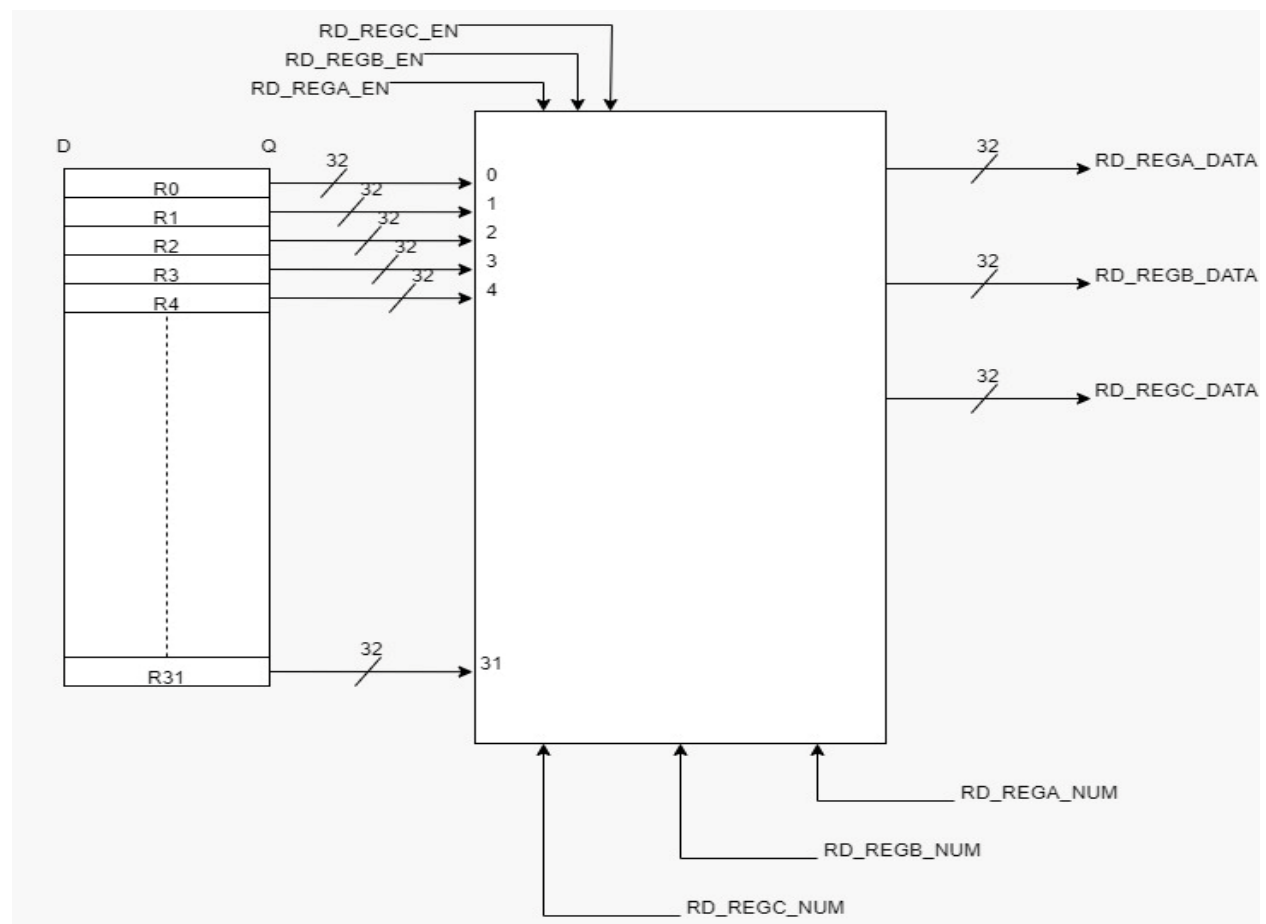 RD_REGC_EN
RD_REGB_EN
RD_REGA_EN
D Q
32 0
R0
32 1
R1
32 2
R2
32 3
R3
32 4
R4
32 RD_REGA_DATA
32 RD_REGB_DATA
32 RD_REGC_DATA
32 31
R31
RD_REGA_NUM
RD_REGB_NUM
RD_REGC_NUM